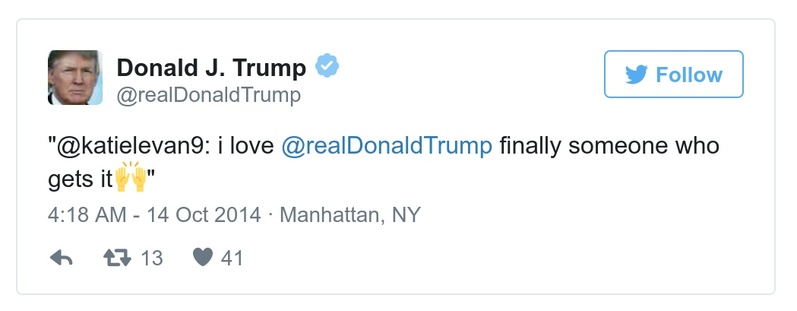 Donald J. Trump
@realDonaldTrump
Follow
"@katielevan9: i love @realDonaldTrump finally someone who
gets it🙌"
4:18 AM - 14 Oct 2014 · Manhattan, NY
13 41